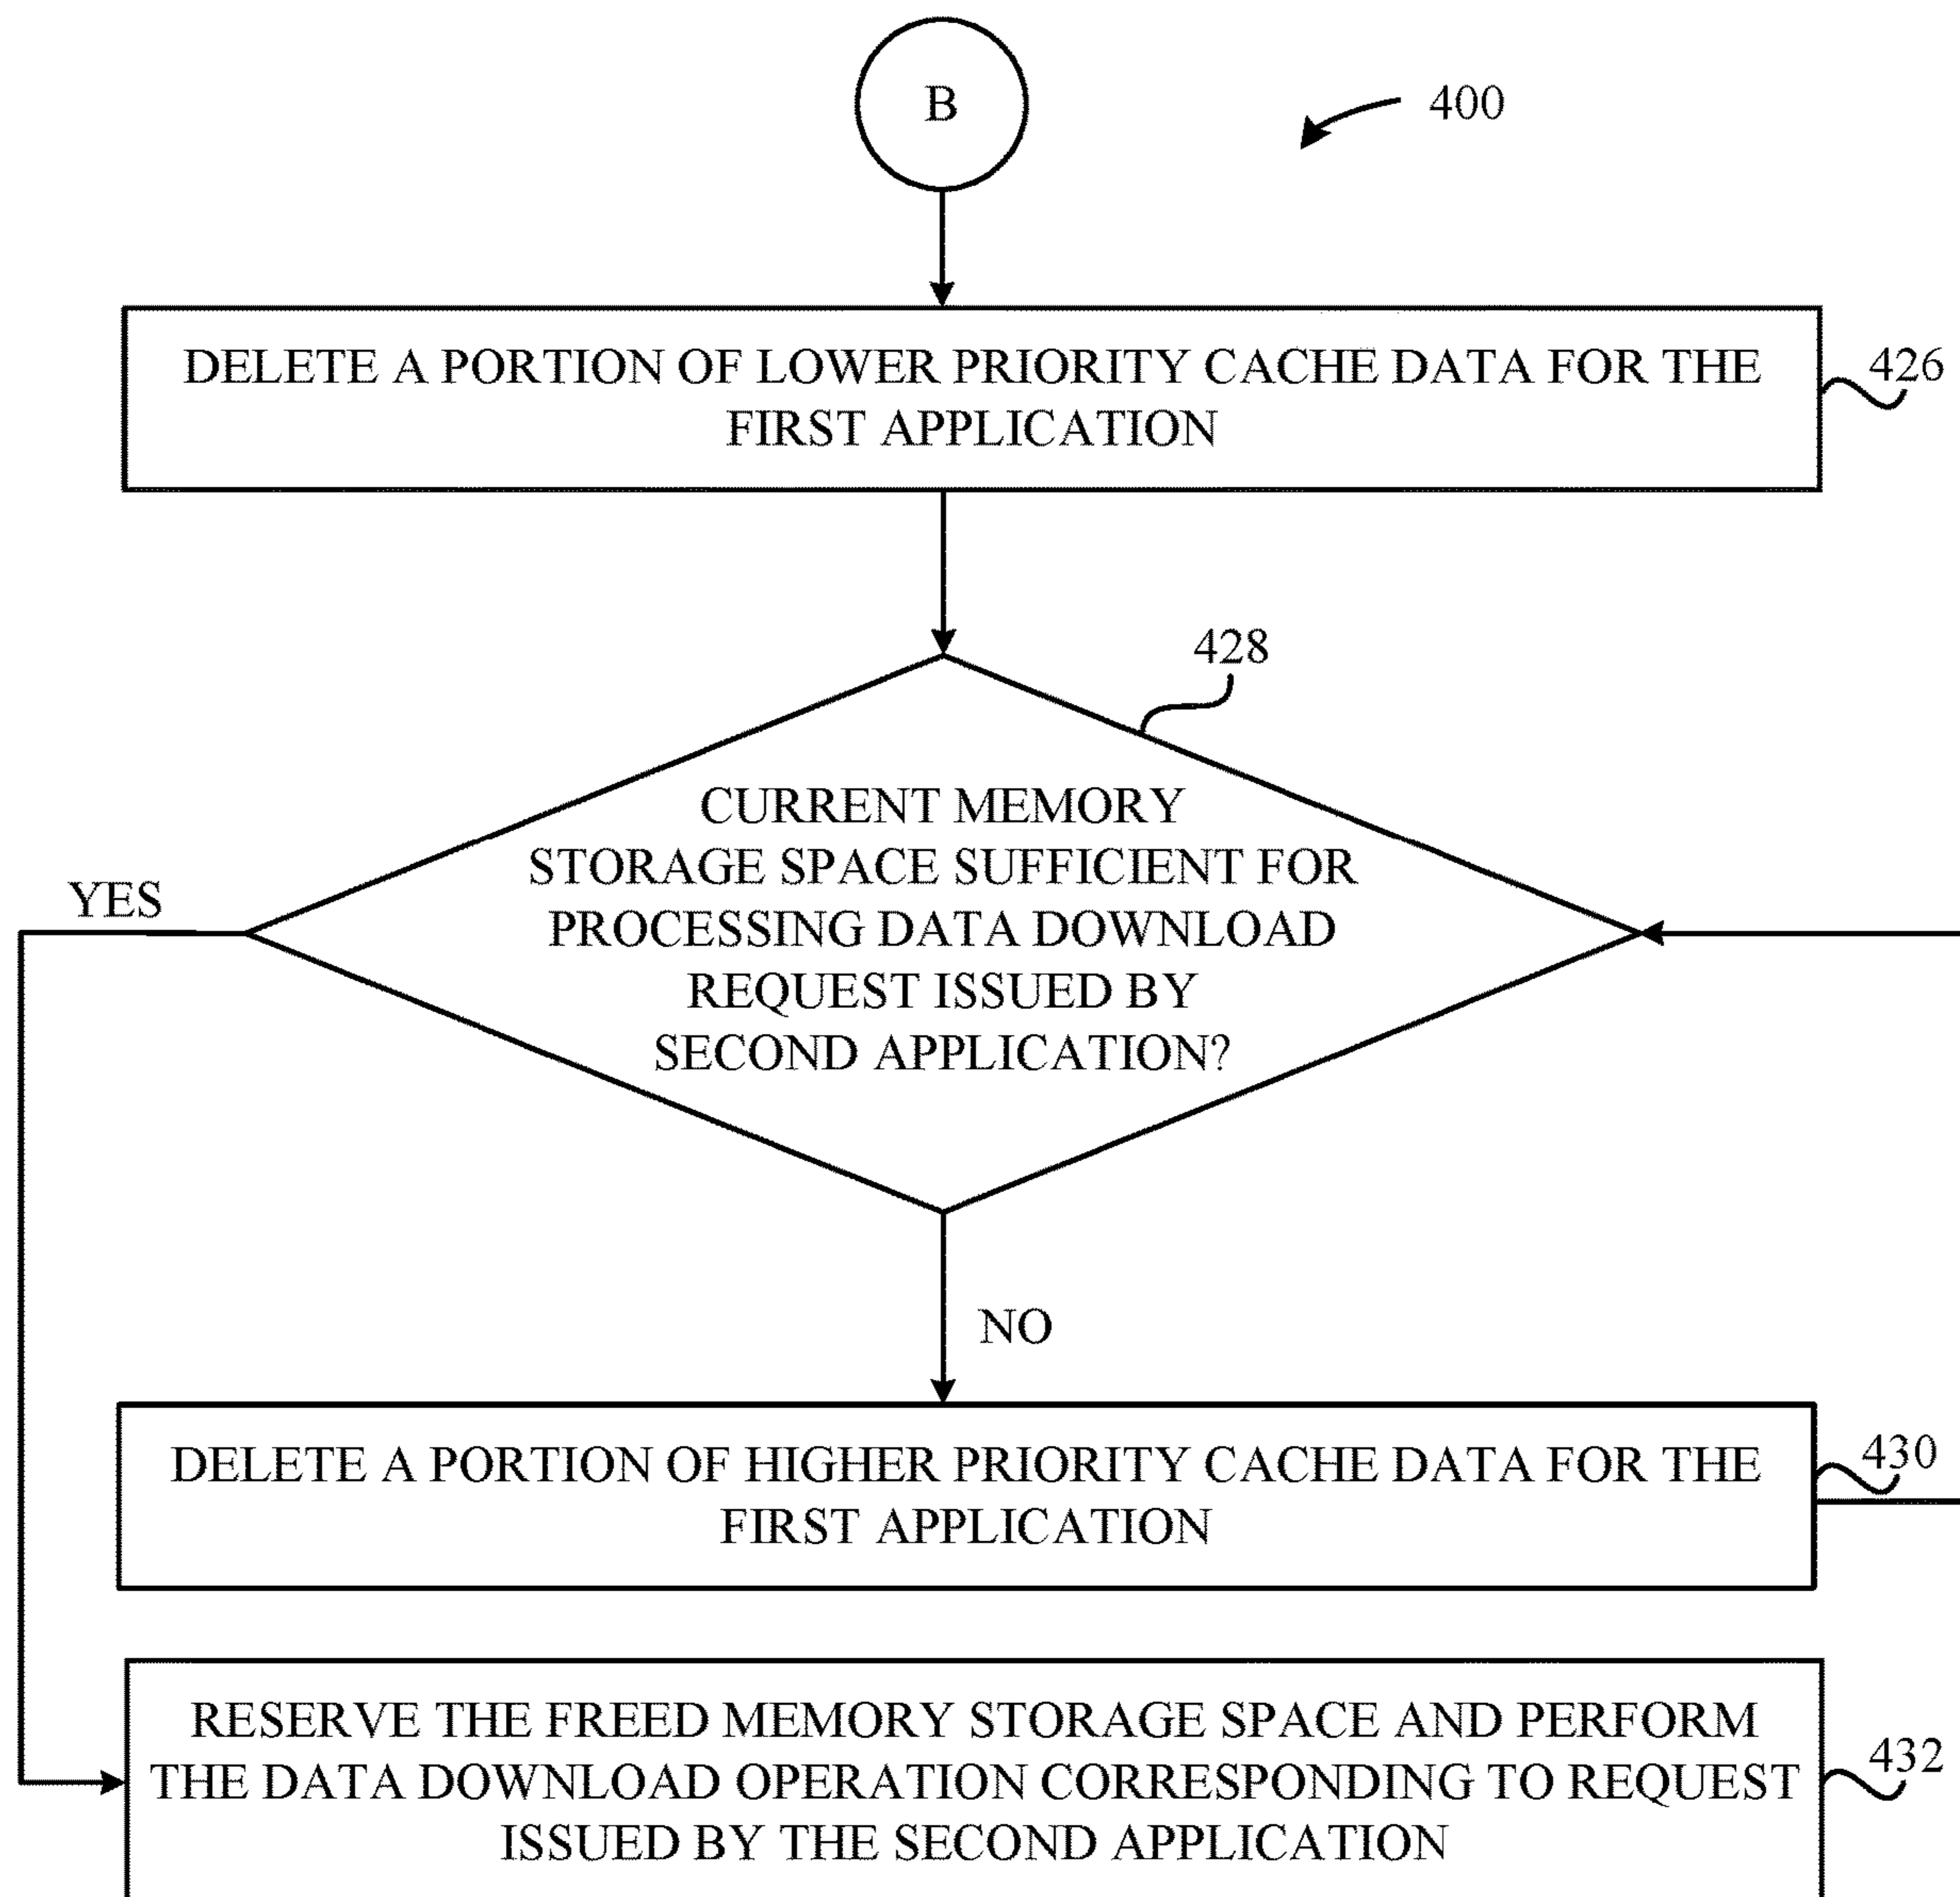 B
400
DELETE A PORTION OF LOWER PRIORITY CACHE DATA FOR THE
FIRST APPLICATION
426
428
CURRENT MEMORY
STORAGE SPACE SUFFICIENT FOR
PROCESSING DATA DOWNLOAD
REQUEST ISSUED BY
SECOND APPLICATION?
YES
NO
DELETE A PORTION OF HIGHER PRIORITY CACHE DATA FOR THE
FIRST APPLICATION
430
RESERVE THE FREED MEMORY STORAGE SPACE AND PERFORM
THE DATA DOWNLOAD OPERATION CORRESPONDING TO REQUEST
ISSUED BY THE SECOND APPLICATION
432